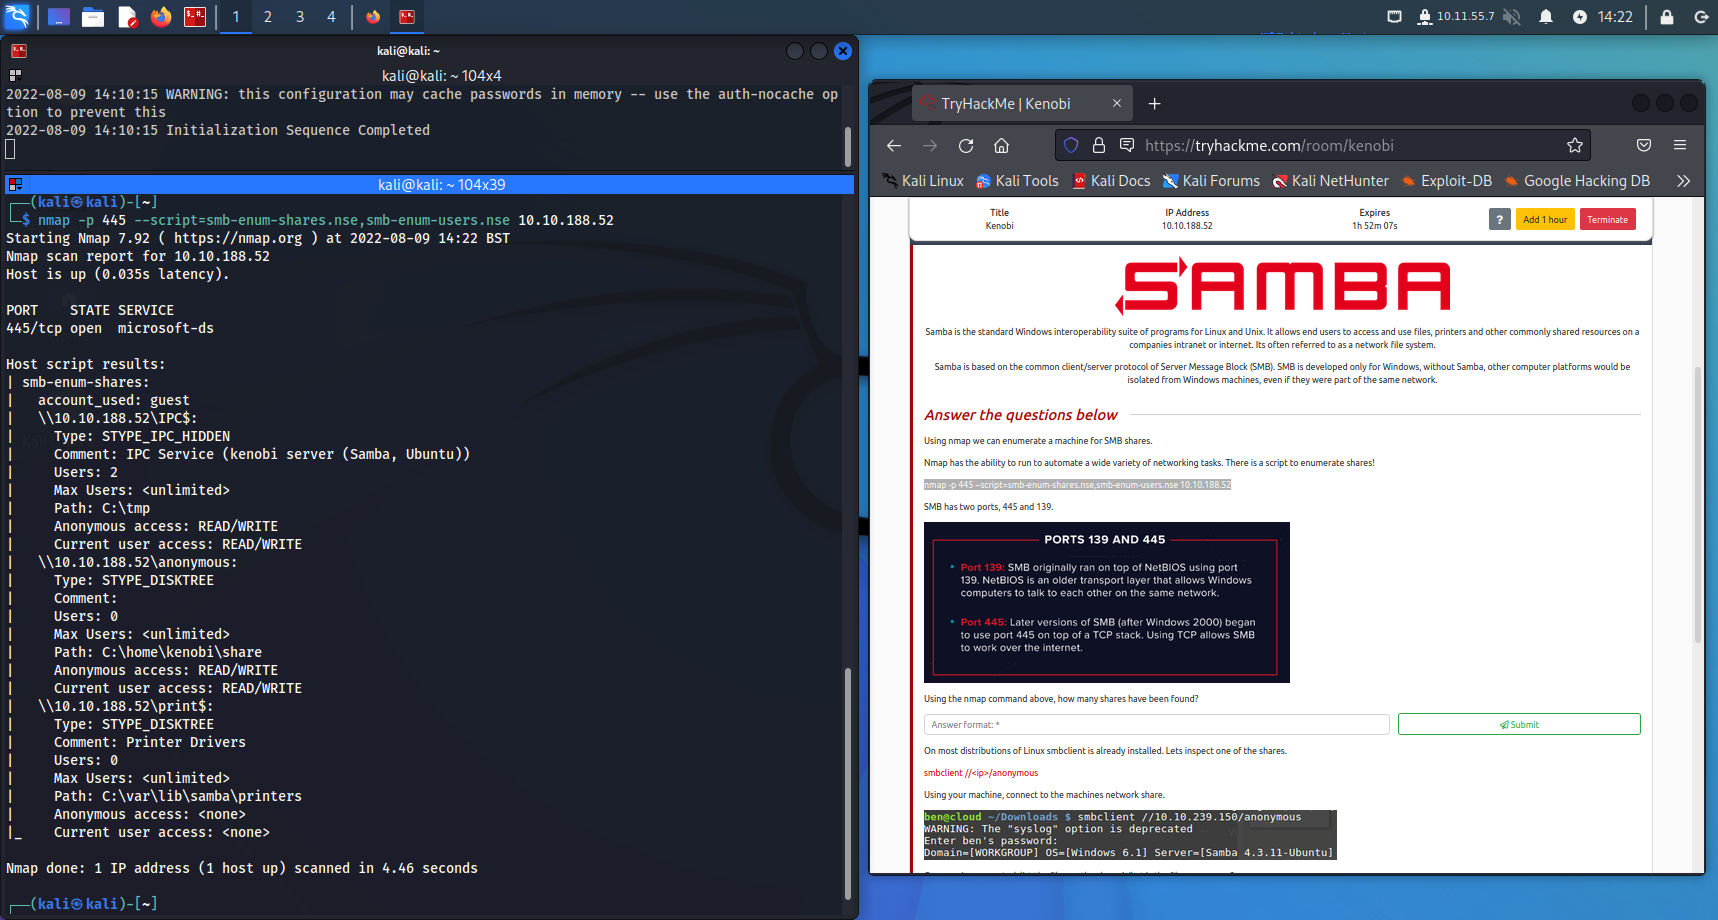 1 2 3 4
10.11.55.7
14:22
kali@kali: ~
kali@kali: ~ 104x4
2022-08-09 14:10:15 WARNING: this configuration may cache passwords in memory -- use the auth-nocache op
tion to prevent this
2022-08-09 14:10:15 Initialization Sequence Completed
kali@kali: ~ 104x39
┌──(kali㉿kali)-[~]
└─$ nmap -p 445 --script=smb-enum-shares.nse,smb-enum-users.nse 10.10.188.52
Starting Nmap 7.92 ( https://nmap.org ) at 2022-08-09 14:22 BST
Nmap scan report for 10.10.188.52
Host is up (0.035s latency).
PORT    STATE SERVICE
445/tcp open  microsoft-ds
Host script results:
| smb-enum-shares:
|   account_used: guest
|   \\10.10.188.52\IPC$:
|     Type: STYPE_IPC_HIDDEN
|     Comment: IPC Service (kenobi server (Samba, Ubuntu))
|     Users: 2
|     Max Users: <unlimited>
|     Path: C:\tmp
|     Anonymous access: READ/WRITE
|     Current user access: READ/WRITE
|   \\10.10.188.52\anonymous:
|     Type: STYPE_DISKTREE
|     Comment:
|     Users: 0
|     Max Users: <unlimited>
|     Path: C:\home\kenobi\share
|     Anonymous access: READ/WRITE
|     Current user access: READ/WRITE
|   \\10.10.188.52\print$:
|     Type: STYPE_DISKTREE
|     Comment: Printer Drivers
|     Users: 0
|     Max Users: <unlimited>
|     Path: C:\var\lib\samba\printers
|     Anonymous access: <none>
|_    Current user access: <none>
Nmap done: 1 IP address (1 host up) scanned in 4.46 seconds
┌──(kali㉿kali)-[~]
TryHackMe | Kenobi
https://tryhackme.com/room/kenobi
Kali Linux Kali Tools Kali Docs Kali Forums Kali NetHunter Exploit-DB Google Hacking DB
Title IP Address Expires
Kenobi 10.10.188.52 1h 52m 07s
? Add 1 hour Terminate
SAMBA
Samba is the standard Windows interoperability suite of programs for Linux and Unix. It allows end users to access and use files, printers and other commonly shared resources on a
companies intranet or internet. Its often referred to as a network file system.
Samba is based on the common client/server protocol of Server Message Block (SMB). SMB is developed only for Windows, without Samba, other computer platforms would be
isolated from Windows machines, even if they were part of the same network.
Answer the questions below
Using nmap we can enumerate a machine for SMB shares.
Nmap has the ability to run to automate a wide variety of networking tasks. There is a script to enumerate shares!
nmap -p 445 --script=smb-enum-shares.nse,smb-enum-users.nse 10.10.188.52
SMB has two ports, 445 and 139.
PORTS 139 AND 445
• Port 139: SMB originally ran on top of NetBIOS using port
139. NetBIOS is an older transport layer that allows Windows
computers to talk to each other on the same network.
• Port 445: Later versions of SMB (after Windows 2000) began
to use port 445 on top of a TCP stack. Using TCP allows SMB
to work over the internet.
Using the nmap command above, how many shares have been found?
Answer format: *
Submit
On most distributions of Linux smbclient is already installed. Lets inspect one of the shares.
smbclient //<ip>/anonymous
Using your machine, connect to the machines network share.
ben@cloud ~/Downloads $ smbclient //10.10.239.150/anonymous
WARNING: The "syslog" option is deprecated
Enter ben's password:
Domain=[WORKGROUP] OS=[Windows 6.1] Server=[Samba 4.3.11-Ubuntu]